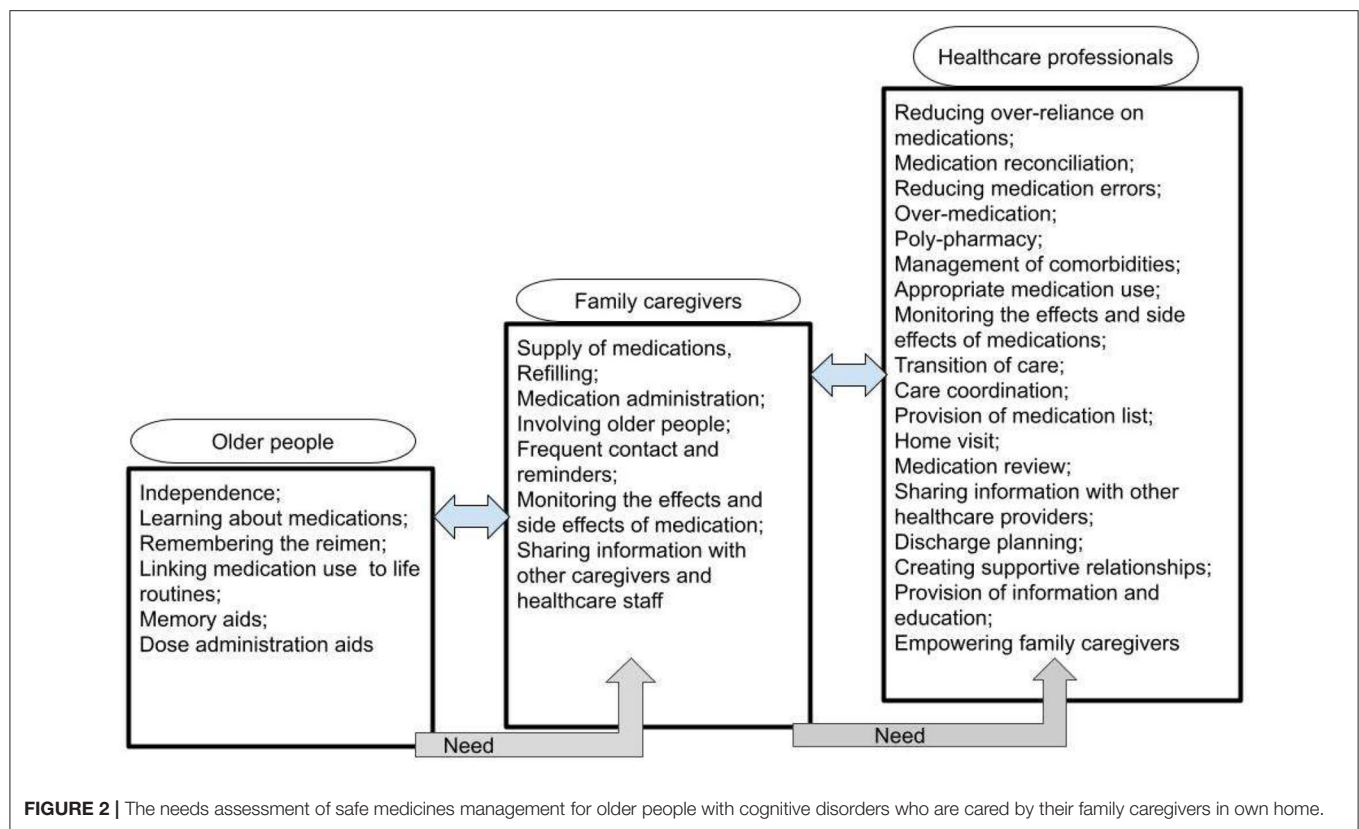 Healthcare professionals
Reducing over-reliance on
medications;
Medication reconciliation;
Reducing medication errors;
Over-medication;
Poly-pharmacy;
Management of comorbidities;
Appropriate medication use;
Monitoring the effects and side
effects of medications;
Transition of care;
Care coordination;
Provision of medication list;
Home visit;
Medication review;
Sharing information with other
healthcare providers;
Discharge planning;
Creating supportive relationships;
Provision of information and
education;
Empowering family caregivers
Family caregivers
Supply of medications,
Refilling;
Medication administration;
Involving older people;
Frequent contact and
reminders;
Monitoring the effects and
side effects of medication;
Sharing information with
other caregivers and
healthcare staff
Older people
Independence;
Learning about medications;
Remembering the reimen;
Linking medication use to life
routines;
Memory aids;
Dose administration aids
Need
Need
FIGURE 2 | The needs assessment of safe medicines management for older people with cognitive disorders who are cared by their family caregivers in own home.